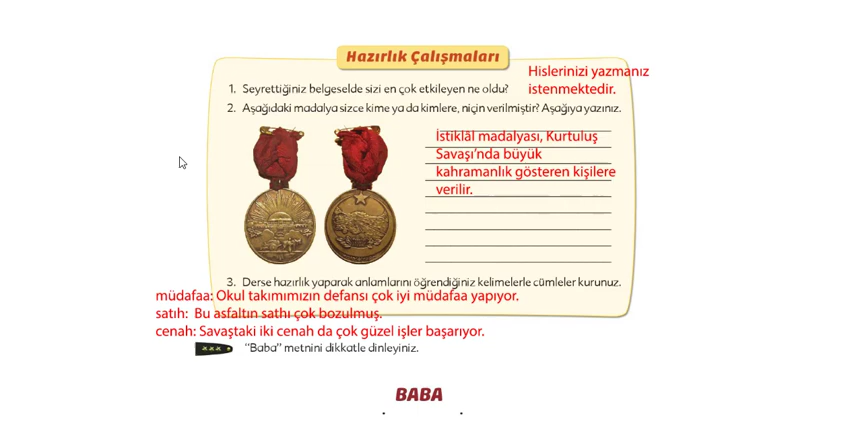 Hazırlık Çalışmaları
Hislerinizi yazmanız
1. Seyrettiğiniz belgeselde sizi en çok etkileyen ne oldu?
istenmektedir.
2. Aşağıdaki madalya sizce kime ya da kimlere, niçin verilmiştir? Aşağıya yazınız.
İstiklâl madalyası, Kurtuluş
Savaşı'nda büyük
kahramanlık gösteren kişilere
verilir.
3. Derse hazırlık yaparak anlamlarını öğrendiğiniz kelimelerle cümleler kurunuz.
müdafaa: Okul takımımızın defansı çok iyi müdafaa yapıyor.
satıh: Bu asfaltın sathı çok bozulmuş.
cenah: Savaştaki iki cenah da çok güzel işler başarıyor.
"Baba" metnini dikkatle dinleyiniz.
BABA